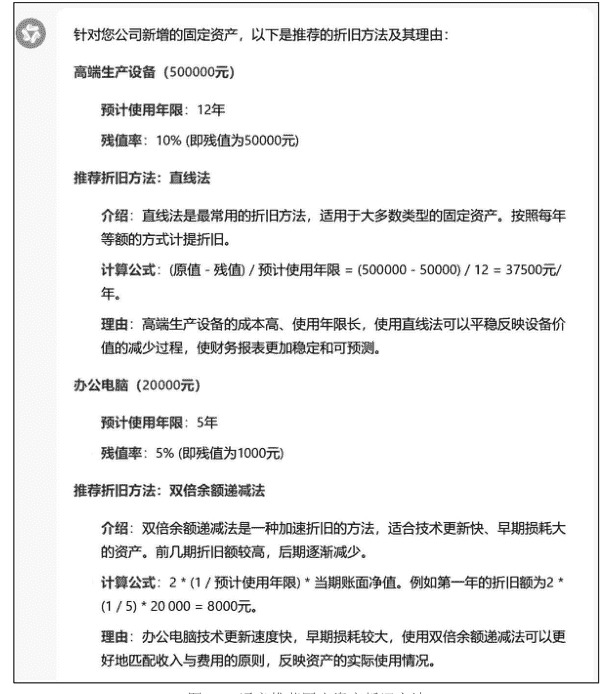 针对您公司新增的固定资产，以下是推荐的折旧方法及其理由：
高端生产设备（500000元）
预计使用年限：12年
残值率：10% (即残值为50000元)
推荐折旧方法：直线法
介绍：直线法是最常用的折旧方法，适用于大多数类型的固定资产。按照每年
等额的方式计提折旧。
计算公式：(原值 - 残值) / 预计使用年限 = (500000 - 50000) / 12 = 37500元/
年。
理由：高端生产设备的成本高、使用年限长，使用直线法可以平稳反映设备价
值的减少过程，使财务报表更加稳定和可预测。
办公电脑（20000元）
预计使用年限：5年
残值率：5% (即残值为1000元)
推荐折旧方法：双倍余额递减法
介绍：双倍余额递减法是一种加速折旧的方法，适合技术更新快、早期损耗大
的资产。前几期折旧额较高，后期逐渐减少。
计算公式：2 * (1 / 预计使用年限) * 当期账面净值。例如第一年的折旧额为2 *
(1 / 5) * 20 000 = 8000元。
理由：办公电脑技术更新速度快，早期损耗较大，使用双倍余额递减法可以更
好地匹配收入与费用的原则，反映资产的实际使用情况。